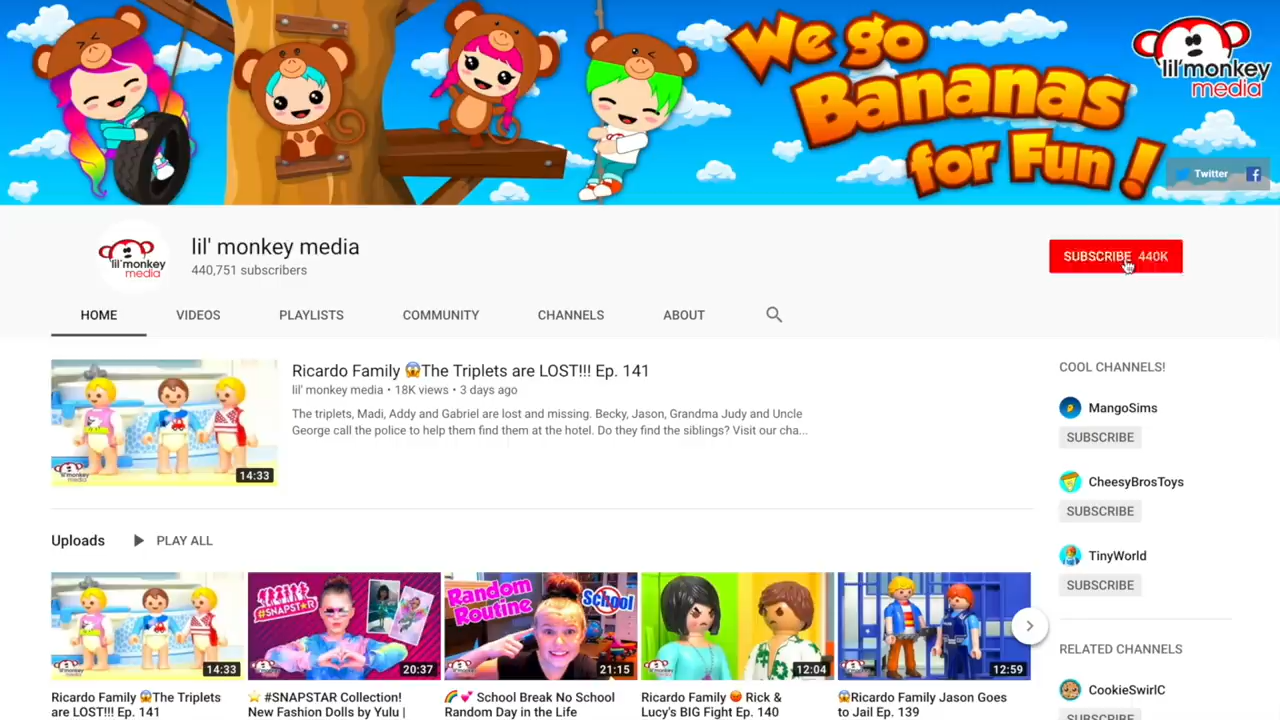 We go
Bananas
for Fun!
lil'monkey
media
Twitter
lil'monkey
media
lil' monkey media
440,751 subscribers
SUBSCRIBE 440K
HOME VIDEOS PLAYLISTS COMMUNITY CHANNELS ABOUT
Ricardo Family 😱The Triplets are LOST!!! Ep. 141
lil' monkey media • 18K views • 3 days ago
The triplets, Madi, Addy and Gabriel are lost and missing. Becky, Jason, Grandma Judy and Uncle
George call the police to help them find them at the hotel. Do they find the siblings? Visit our cha...
lil'monkey
media
14:33
COOL CHANNELS!
MangoSims
SUBSCRIBE
CheesyBrosToys
SUBSCRIBE
TinyWorld
SUBSCRIBE
Uploads PLAY ALL
14:33
Ricardo Family 😱The Triplets
are LOST!!! Ep. 141
#SNAPSTAR
20:37
⭐ #SNAPSTAR Collection!
New Fashion Dolls by Yulu |
Random
Routine
School
21:15
🌈💕 School Break No School
Random Day in the Life
12:04
Ricardo Family 😡 Rick &
Lucy's BIG Fight Ep. 140
12:59
😱Ricardo Family Jason Goes
to Jail Ep. 139
RELATED CHANNELS
CookieSwirlC
SUBSCRIBE